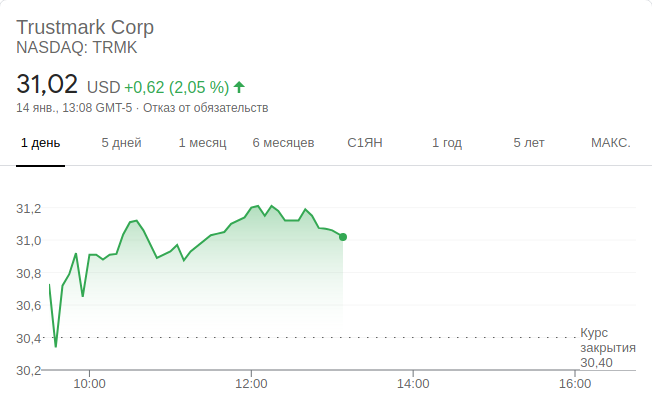 Trustmark Corp
NASDAQ: TRMK
31,02 USD +0,62 (2,05 %)
14 янв., 13:08 GMT-5 · Отказ от обязательств
1 день 5 дней 1 месяц 6 месяцев С1ЯН 1 год 5 лет МАКС.
31,2
31,0
30,8
30,6
30,4
Курс
закрытия
30,40
30,2
10:00 12:00 14:00 16:00